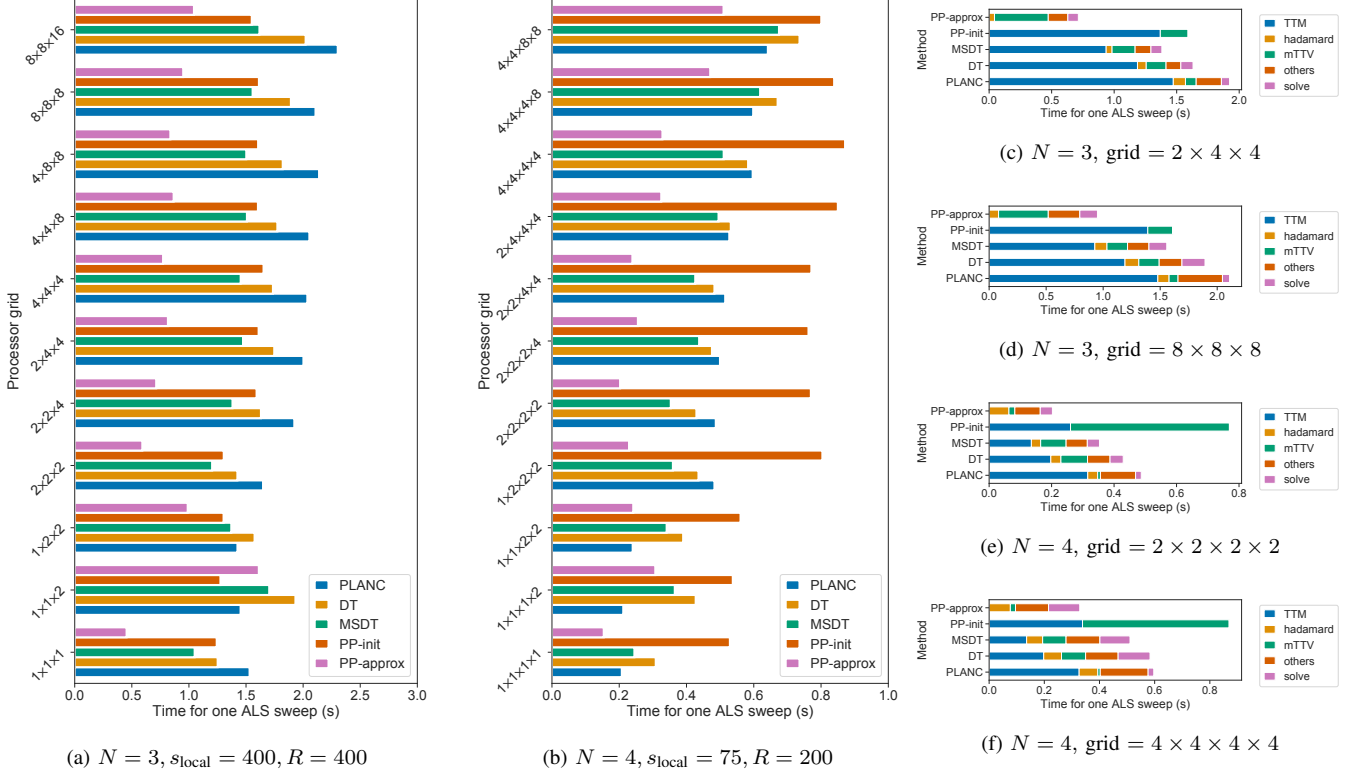 Processor grid
8×8×16
8×8×8
4×8×8
4×4×8
4×4×4
2×4×4
2×2×4
2×2×2
1×2×2
1×1×2
1×1×1
PLANC
DT
MSDT
PP-init
PP-approx
0.0 0.5 1.0 1.5 2.0 2.5 3.0
Time for one ALS sweep (s)
(a) N = 3, s_local = 400, R = 400
Processor grid
4×4×8×8
4×4×4×8
4×4×4×4
2×4×4×4
2×2×4×4
2×2×2×4
2×2×2×2
1×2×2×2
1×1×2×2
1×1×1×2
1×1×1×1
PLANC
DT
MSDT
PP-init
PP-approx
0.0 0.2 0.4 0.6 0.8 1.0
Time for one ALS sweep (s)
(b) N = 4, s_local = 75, R = 200
Method
PP-approx
PP-init
MSDT
DT
PLANC
0.0 0.5 1.0 1.5 2.0
Time for one ALS sweep (s)
TTM
hadamard
mTTV
others
solve
(c) N = 3, grid = 2 × 4 × 4
Method
PP-approx
PP-init
MSDT
DT
PLANC
0.0 0.5 1.0 1.5 2.0
Time for one ALS sweep (s)
TTM
hadamard
mTTV
others
solve
(d) N = 3, grid = 8 × 8 × 8
Method
PP-approx
PP-init
MSDT
DT
PLANC
0.0 0.2 0.4 0.6 0.8
Time for one ALS sweep (s)
TTM
hadamard
mTTV
others
solve
(e) N = 4, grid = 2 × 2 × 2 × 2
Method
PP-approx
PP-init
MSDT
DT
PLANC
0.0 0.2 0.4 0.6 0.8
Time for one ALS sweep (s)
TTM
hadamard
mTTV
others
solve
(f) N = 4, grid = 4 × 4 × 4 × 4